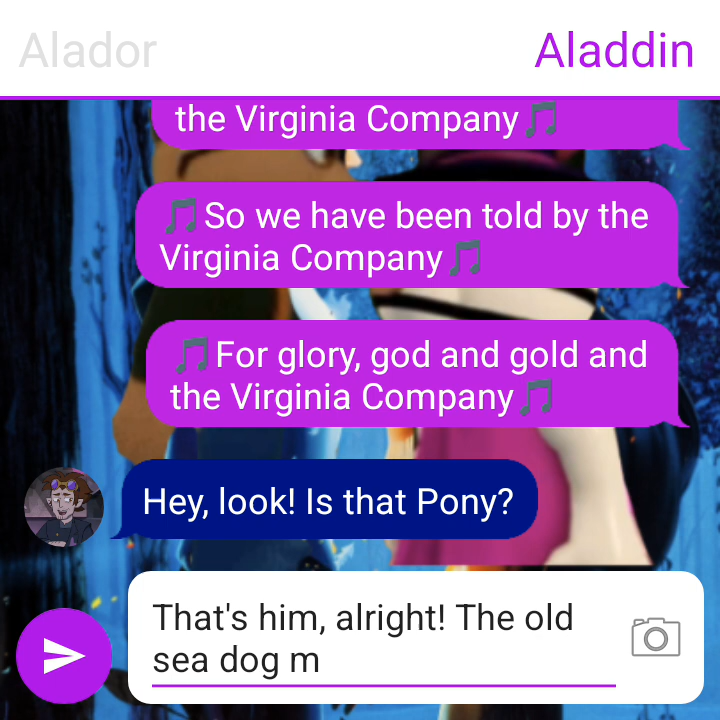 Alador
Aladdin
the Virginia Company🎵
🎵So we have been told by the
Virginia Company🎵
🎵For glory, god and gold and
the Virginia Company🎵
Hey, look! Is that Pony?
That's him, alright! The old
sea dog m